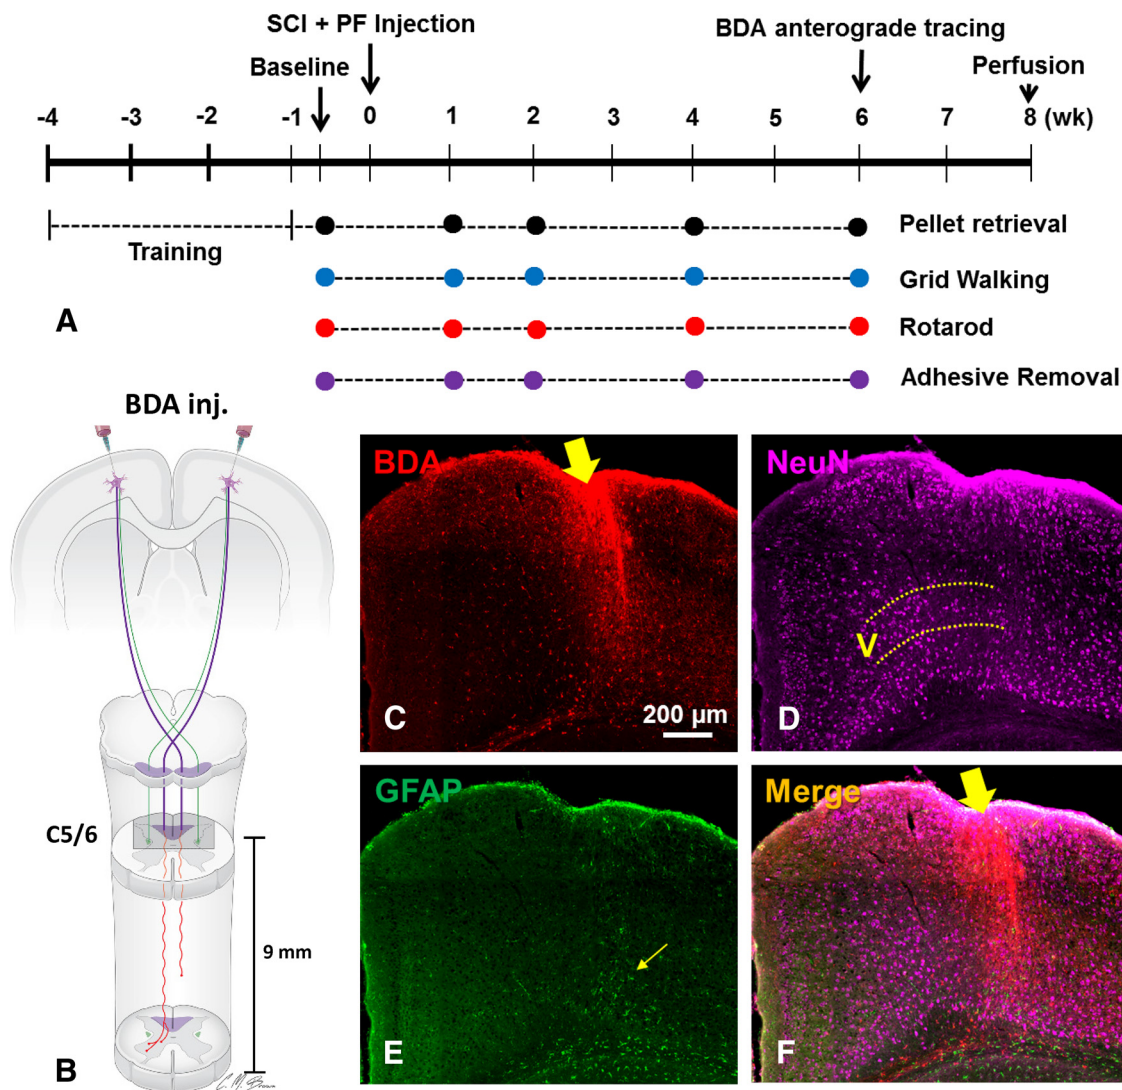 SCI + PF Injection
BDA anterograde tracing
Baseline
Perfusion
-4 -3 -2 -1 0 1 2 3 4 5 6 7 8 (wk)
Pellet retrieval
Training
Grid Walking
A
Rotarod
Adhesive Removal
BDA inj.
BDA
NeuN
C
200 µm
V
D
GFAP
Merge
C5/6
9 mm
E
F
B
C. M. Brown